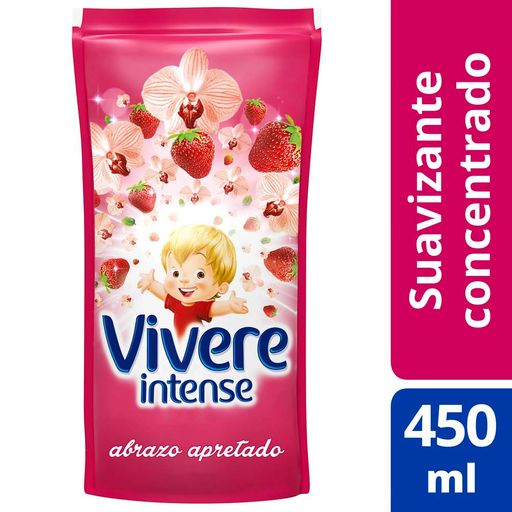 Vivere
intense
abrazo apretado
Suavizante
concentrado
450
ml